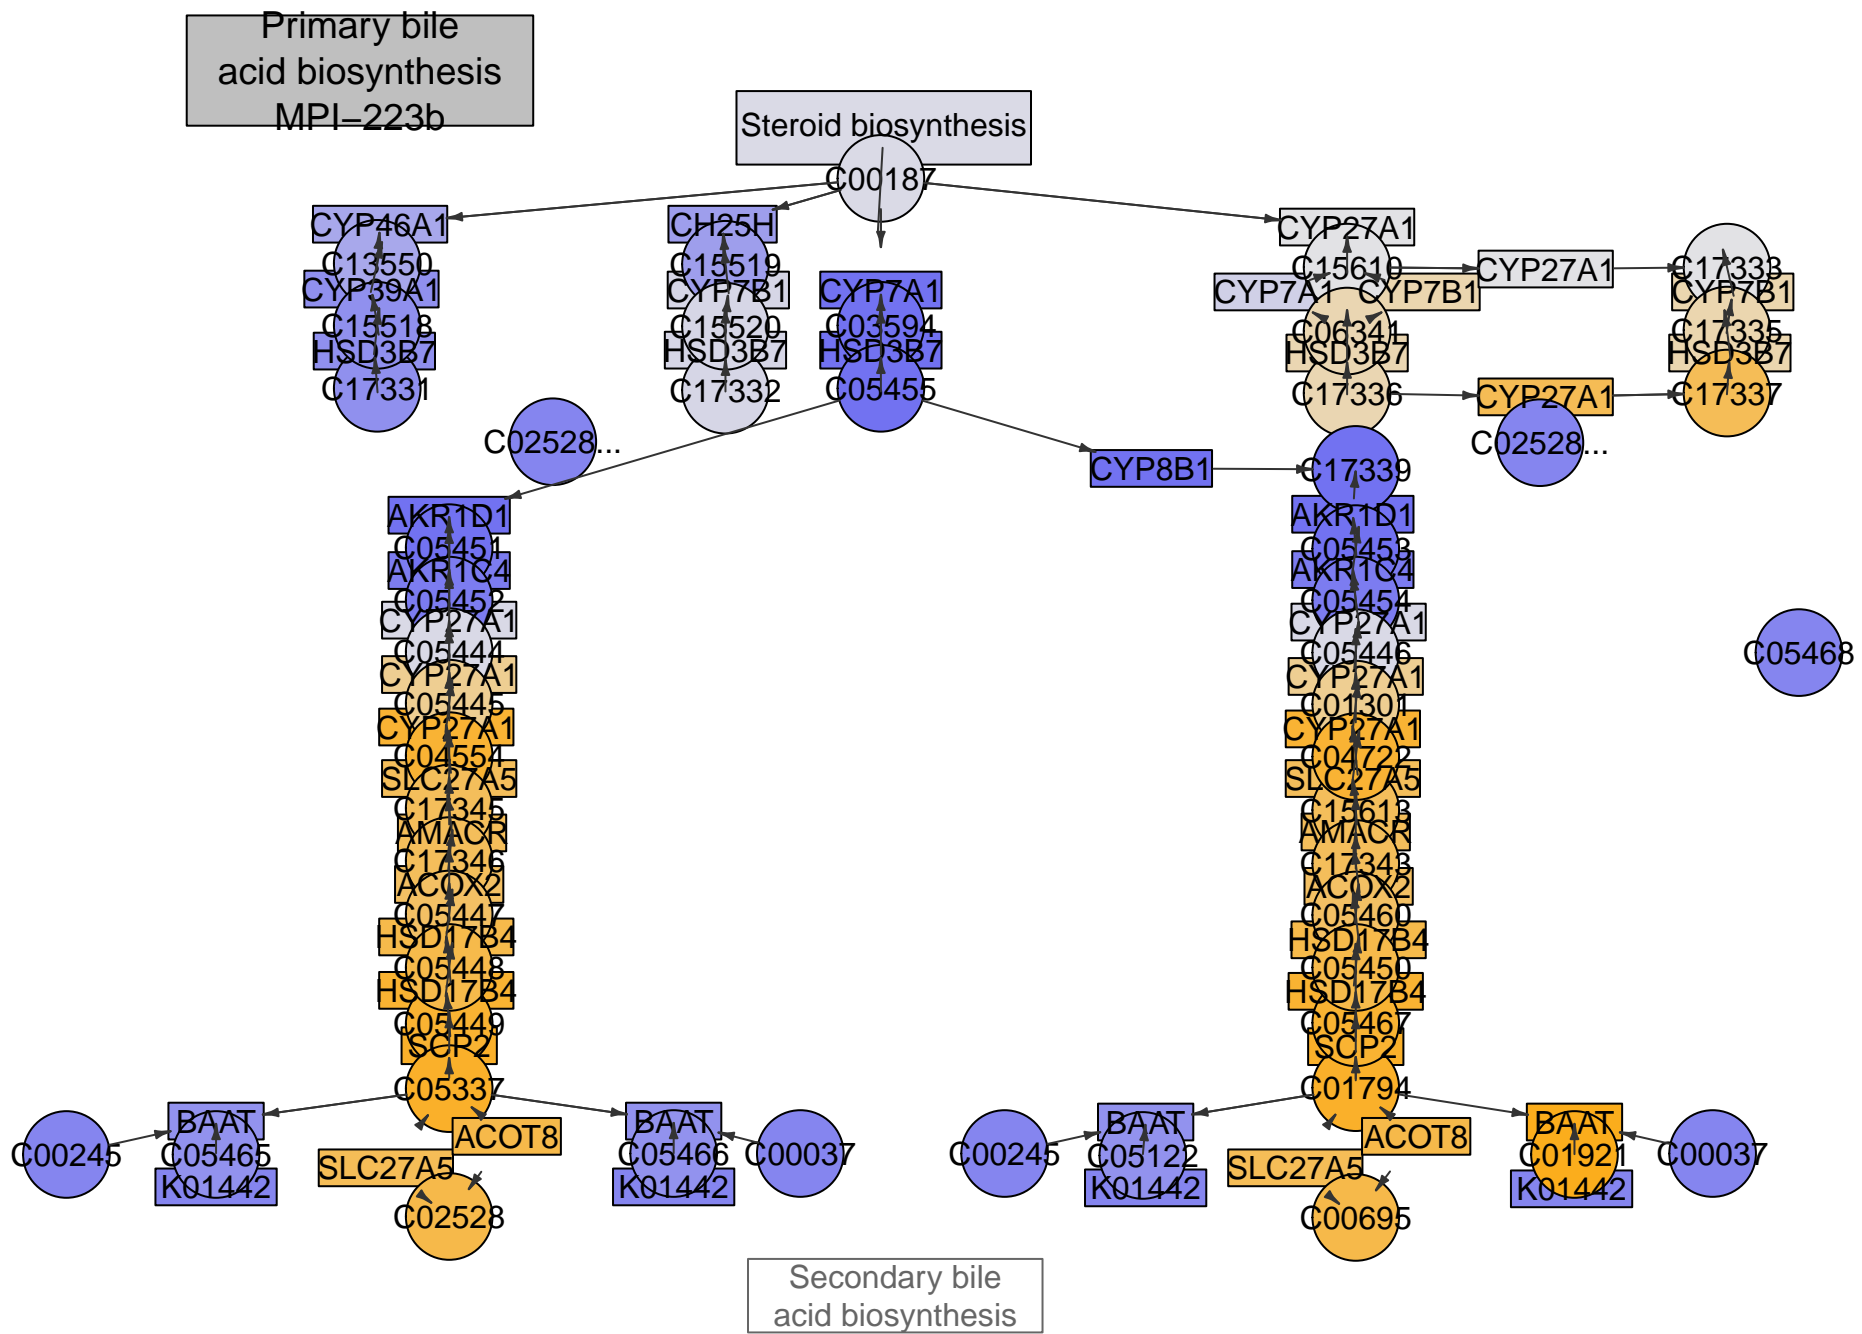 Primary bile
acid biosynthesis
MPI−223b
Steroid biosynthesis
C00187
CYP46A1
C13550
CYP39A1
C15518
HSD3B7
C17331
CH25H
C15519
CYP7B1
C15520
HSD3B7
C17332
CYP7A1
C03594
HSD3B7
C05455
CYP27A1
C15610
CYP7A1
CYP7B1
C06341
HSD3B7
C17336
CYP27A1
C17333
CYP7B1
C17335
HSD3B7
CYP27A1
C17337
C02528...
C02528...
CYP8B1
C17339
AKR1D1
C05451
AKR1C4
C05452
CYP27A1
C05444
CYP27A1
C05445
CYP27A1
C04554
SLC27A5
C17345
AMACR
C17346
ACOX2
C05447
HSD17B4
C05448
HSD17B4
C05449
SCP2
C05337
AKR1D1
C05453
AKR1C4
C05454
CYP27A1
C05446
CYP27A1
C01301
CYP27A1
C04722
SLC27A5
C15613
AMACR
C17343
ACOX2
C05460
HSD17B4
C05450
HSD17B4
C05467
SCP2
C01794
C05468
C00245
BAAT
C05465
K01442
ACOT8
SLC27A5
C02528
BAAT
C05466
K01442
C00037
C00245
BAAT
C05122
K01442
ACOT8
SLC27A5
C00695
BAAT
C01921
K01442
C00037
Secondary bile
acid biosynthesis